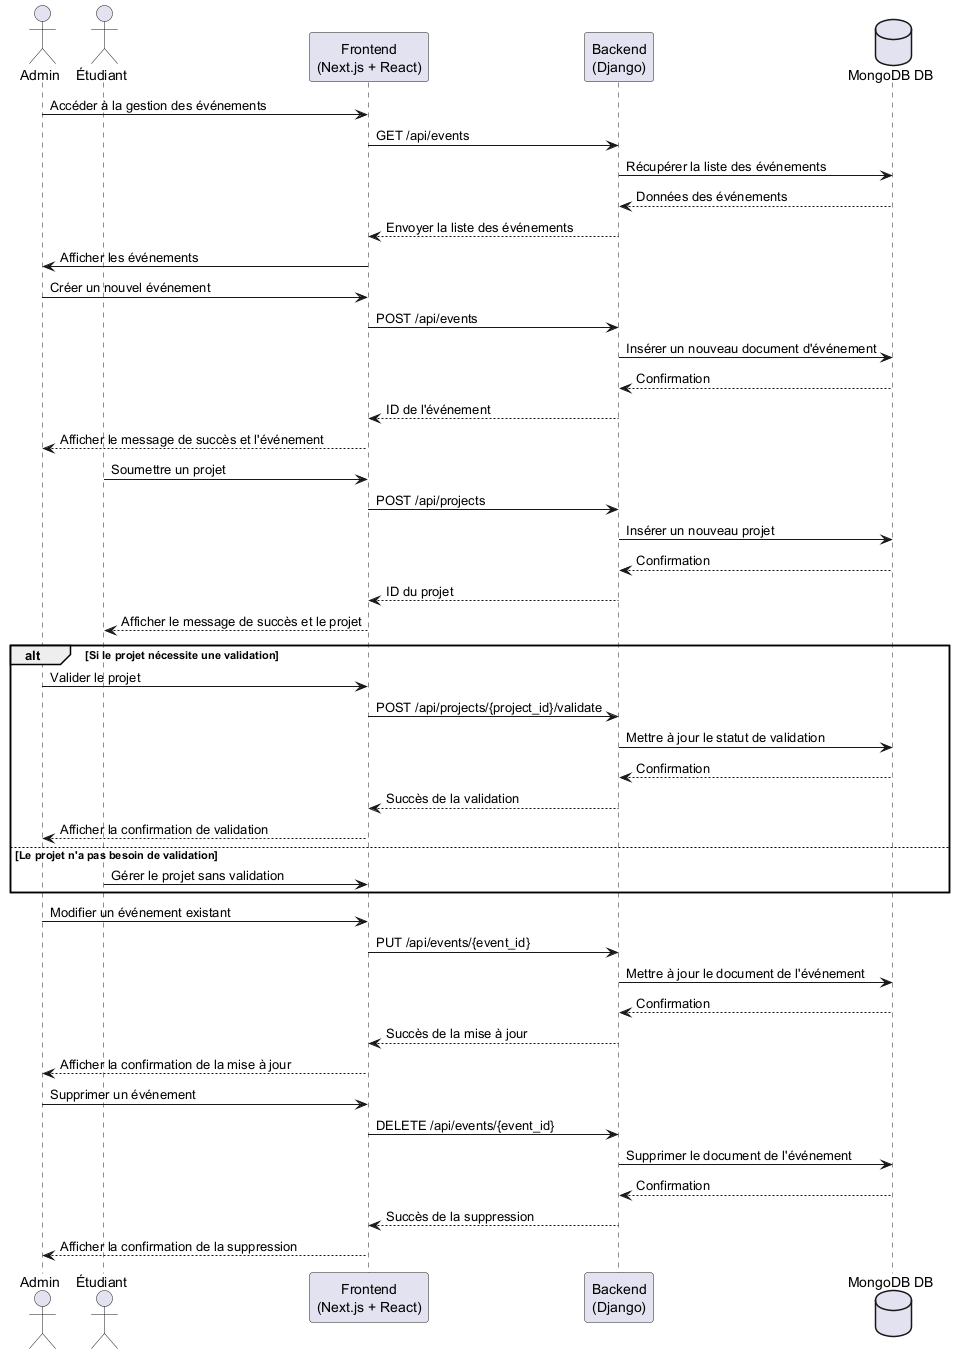 Admin
Étudiant
Frontend
(Next.js + React)
Backend
(Django)
MongoDB DB
Accéder à la gestion des événements
GET /api/events
Récupérer la liste des événements
Données des événements
Envoyer la liste des événements
Afficher les événements
Créer un nouvel événement
POST /api/events
Insérer un nouveau document d'événement
Confirmation
ID de l'événement
Afficher le message de succès et l'événement
Soumettre un projet
POST /api/projects
Insérer un nouveau projet
Confirmation
ID du projet
Afficher le message de succès et le projet
alt
[Si le projet nécessite une validation]
Valider le projet
POST /api/projects/{project_id}/validate
Mettre à jour le statut de validation
Confirmation
Succès de la validation
Afficher la confirmation de validation
[Le projet n'a pas besoin de validation]
Gérer le projet sans validation
Modifier un événement existant
PUT /api/events/{event_id}
Mettre à jour le document de l'événement
Confirmation
Succès de la mise à jour
Afficher la confirmation de la mise à jour
Supprimer un événement
DELETE /api/events/{event_id}
Supprimer le document de l'événement
Confirmation
Succès de la suppression
Afficher la confirmation de la suppression
Admin
Étudiant
Frontend
(Next.js + React)
Backend
(Django)
MongoDB DB